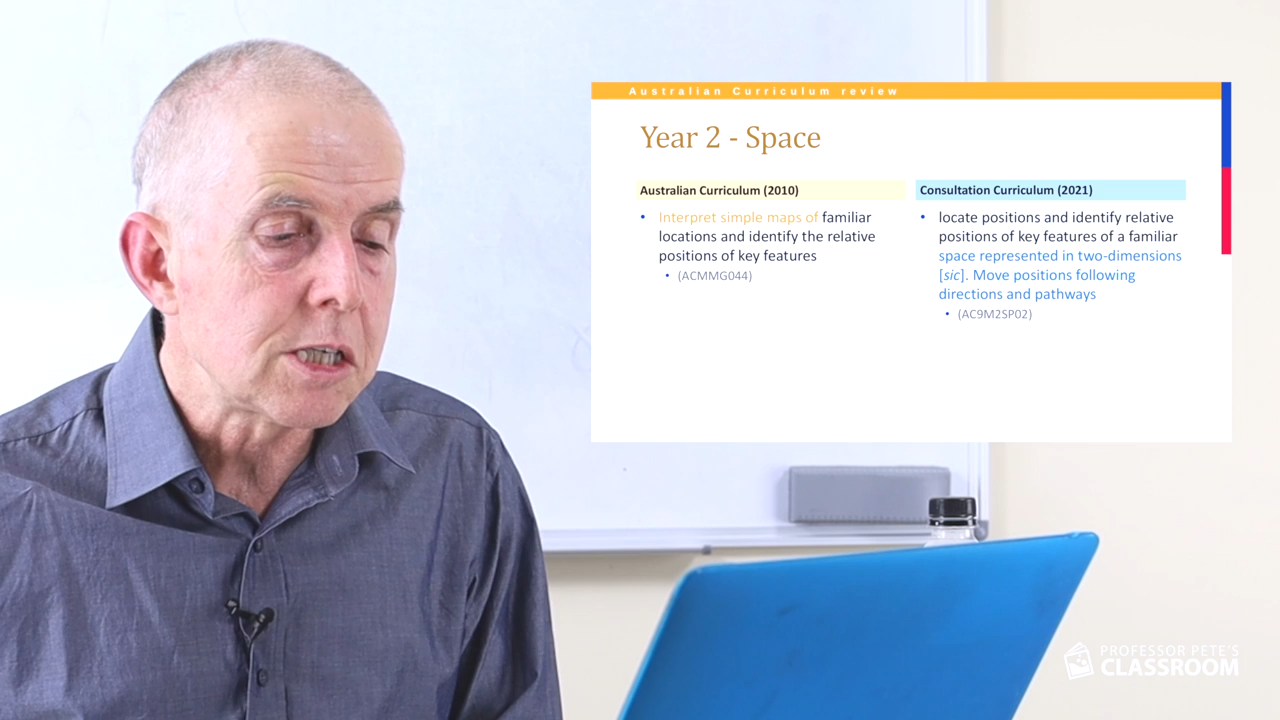 Australian Curriculum review
Year 2 - Space
Australian Curriculum (2010)
• Interpret simple maps of familiar
locations and identify the relative
positions of key features
• (ACMMG044)
Consultation Curriculum (2021)
• locate positions and identify relative
positions of key features of a familiar
space represented in two-dimensions
[sic]. Move positions following
directions and pathways
• (AC9M2SP02)
PROFESSOR PETE'S
CLASSROOM